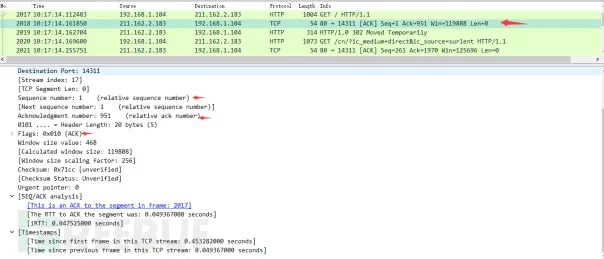 No. Time Source Destination Protocol Length Info
2017 10:17:14.112483 192.168.1.104 211.162.2.183 HTTP 1004 GET / HTTP/1.1
2018 10:17:14.161850 211.162.2.183 192.168.1.104 TCP 54 80 → 14311 [ACK] Seq=1 Ack=951 Win=119808 Len=0
2019 10:17:14.162704 211.162.2.183 192.168.1.104 HTTP 314 HTTP/1.0 302 Moved Temporarily
2020 10:17:14.169600 192.168.1.104 211.162.2.183 HTTP 1073 GET /cn/?ic_medium=direct&ic_source=surlent HTTP/1.1
2021 10:17:14.255751 211.162.2.183 192.168.1.104 TCP 54 80 → 14311 [ACK] Seq=261 Ack=1970 Win=125696 Len=0
Destination Port: 14311
[Stream index: 17]
[TCP Segment Len: 0]
Sequence number: 1 (relative sequence number)
[Next sequence number: 1 (relative sequence number)]
Acknowledgment number: 951 (relative ack number)
0101 .... = Header Length: 20 bytes (5)
Flags: 0x010 (ACK)
Window size value: 468
[Calculated window size: 119808]
[Window size scaling factor: 256]
Checksum: 0x71cc [unverified]
[Checksum Status: Unverified]
Urgent pointer: 0
[SEQ/ACK analysis]
[This is an ACK to the segment in frame: 2017]
[The RTT to ACK the segment was: 0.049367000 seconds]
[iRTT: 0.047525000 seconds]
[Timestamps]
[Time since first frame in this TCP stream: 0.453282000 seconds]
[Time since previous frame in this TCP stream: 0.049367000 seconds]